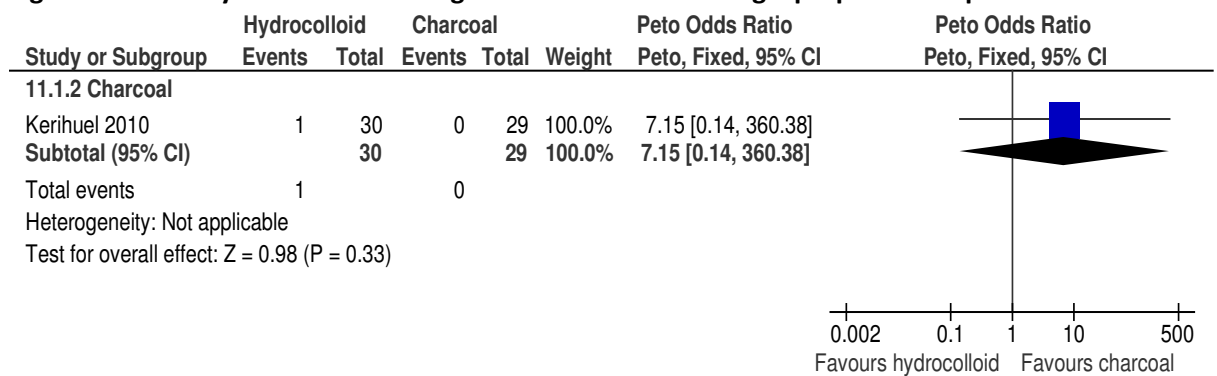 Hydrocolloid Charcoal Peto Odds Ratio Peto Odds Ratio
Study or Subgroup Events Total Events Total Weight Peto, Fixed, 95% CI Peto, Fixed, 95% CI
11.1.2 Charcoal
Kerihuel 2010 1 30 0 29 100.0% 7.15 [0.14, 360.38]
Subtotal (95% CI) 30 29 100.0% 7.15 [0.14, 360.38]
Total events 1 0
Heterogeneity: Not applicable
Test for overall effect: Z = 0.98 (P = 0.33)
0.002 0.1 1 10 500
Favours hydrocolloid Favours charcoal